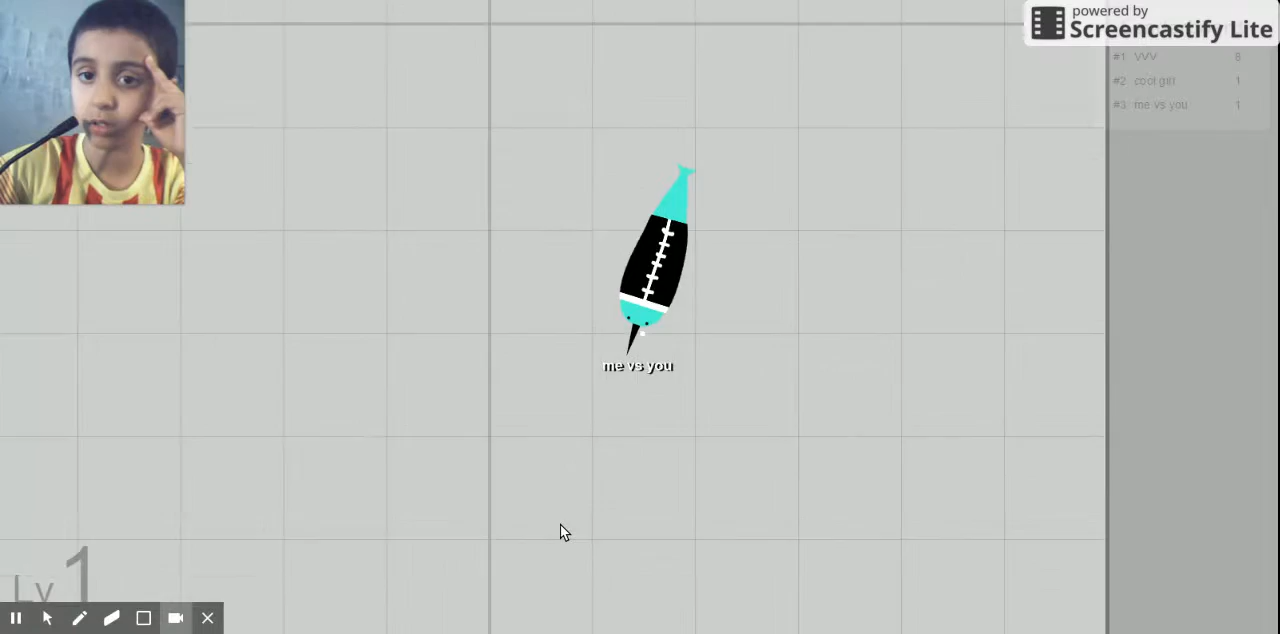 powered by
Screencastify Lite
#1 VVV 8
#2 cool girl 1
#3 me vs you 1
me vs you
Lv 1